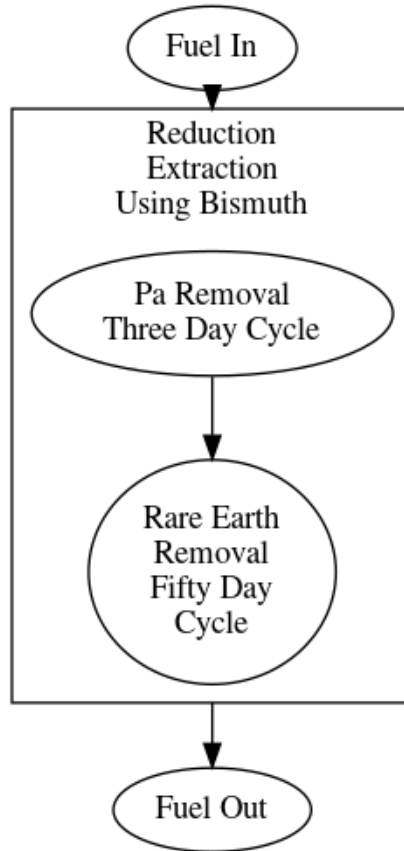 Fuel In
Reduction
Extraction
Using Bismuth
Pa Removal
Three Day Cycle
Rare Earth
Removal
Fifty Day
Cycle
Fuel Out